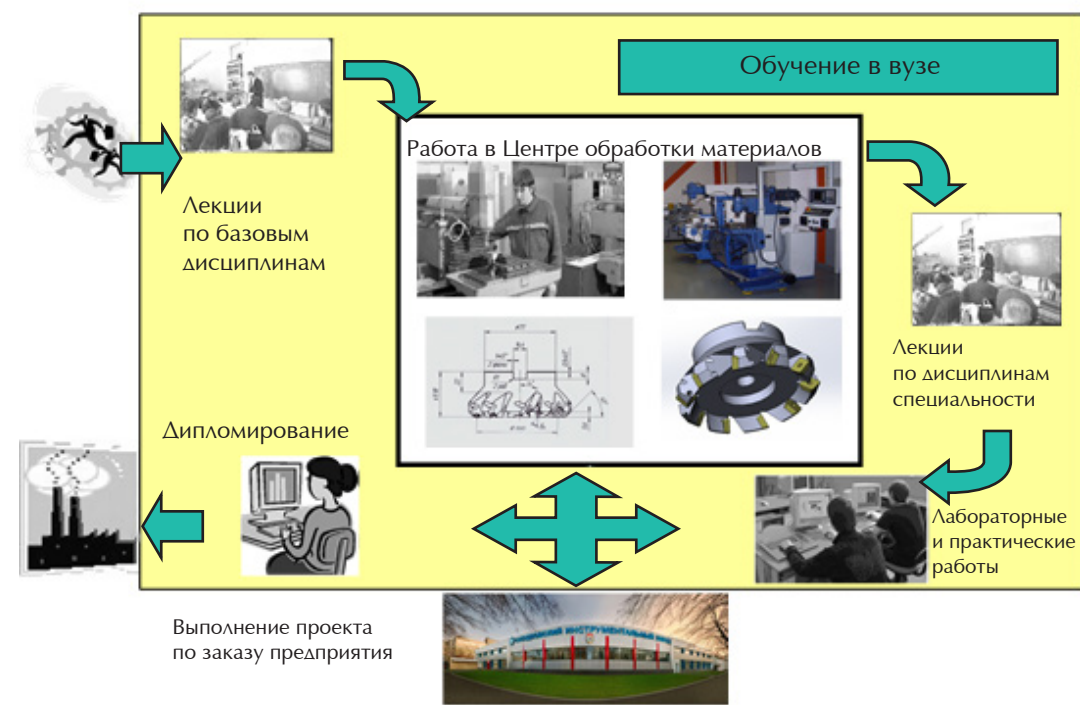 Обучение в вузе
Работа в Центре обработки материалов
Лекции
по базовым
дисциплинам
Лекции
по дисциплинам
специальности
Дипломирование
Лабораторные
и практические
работы
Выполнение проекта
по заказу предприятия
ИНСТРУМЕНТАЛЬНЫЙ